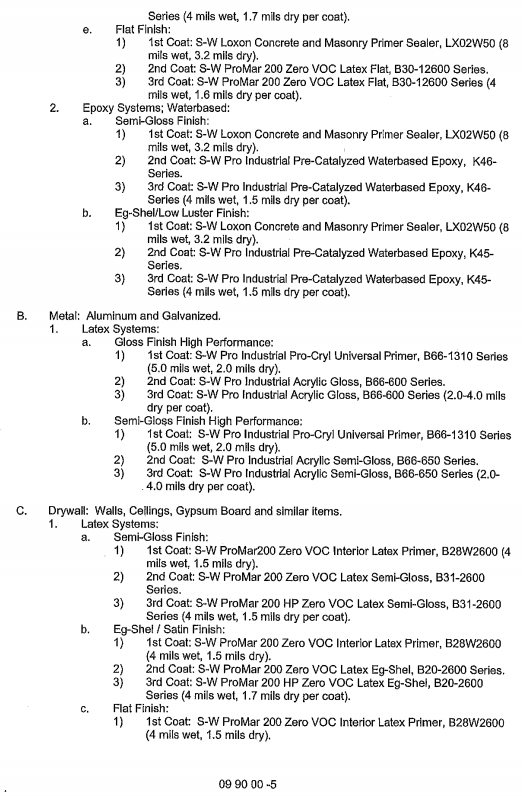 Series (4 mils wet, 1.7 mils dry per coat).
e. Flat Finish:
1) 1st Coat: S-W Loxon Concrete and Masonry Primer Sealer, LX02W50 (8
mils wet, 3.2 mils dry).
2) 2nd Coat: S-W ProMar 200 Zero VOC Latex Flat, B30-12600 Series.
3) 3rd Coat: S-W ProMar 200 Zero VOC Latex Flat, B30-12600 Series (4
mils wet, 1.6 mils dry per coat).
2. Epoxy Systems; Waterbased:
a. Semi-Gloss Finish:
1) 1st Coat: S-W Loxon Concrete and Masonry Primer Sealer, LX02W50 (8
mils wet, 3.2 mils dry).
2) 2nd Coat: S-W Pro Industrial Pre-Catalyzed Waterbased Epoxy, K46-
Series.
3) 3rd Coat: S-W Pro Industrial Pre-Catalyzed Waterbased Epoxy, K46-
Series (4 mils wet, 1.5 mils dry per coat).
b. Eg-Shel/Low Luster Finish:
1) 1st Coat: S-W Loxon Concrete and Masonry Primer Sealer, LX02W50 (8
mils wet, 3.2 mils dry).
2) 2nd Coat: S-W Pro Industrial Pre-Catalyzed Waterbased Epoxy, K45-
Series.
3) 3rd Coat: S-W Pro Industrial Pre-Catalyzed Waterbased Epoxy, K45-
Series (4 mils wet, 1.5 mils dry per coat).
B. Metal: Aluminum and Galvanized.
1. Latex Systems:
a. Gloss Finish High Performance:
1) 1st Coat: S-W Pro Industrial Pro-Cryl Universal Primer, B66-1310 Series
(5.0 mils wet, 2.0 mils dry).
2) 2nd Coat: S-W Pro Industrial Acrylic Gloss, B66-600 Series.
3) 3rd Coat: S-W Pro Industrial Acrylic Gloss, B66-600 Series (2.0-4.0 mils
dry per coat).
b. Semi-Gloss Finish High Performance:
1) 1st Coat: S-W Pro Industrial Pro-Cryl Universal Primer, B66-1310 Series
(5.0 mils wet, 2.0 mils dry).
2) 2nd Coat: S-W Pro Industrial Acrylic Semi-Gloss, B66-650 Series.
3) 3rd Coat: S-W Pro Industrial Acrylic Semi-Gloss, B66-650 Series (2.0-
4.0 mils dry per coat).
C. Drywall: Walls, Ceilings, Gypsum Board and similar items.
1. Latex Systems:
a. Semi-Gloss Finish:
1) 1st Coat: S-W ProMar200 Zero VOC Interior Latex Primer, B28W2600 (4
mils wet, 1.5 mils dry).
2) 2nd Coat: S-W ProMar 200 HP Zero VOC Latex Semi-Gloss, B31-2600
Series.
3) 3rd Coat: S-W ProMar 200 HP Zero VOC Latex Semi-Gloss, B31-2600
Series (4 mils wet, 1.5 mils dry per coat).
b. Eg-Shel / Satin Finish:
1) 1st Coat: S-W ProMar 200 Zero VOC Interior Latex Primer, B28W2600
(4 mils wet, 1.5 mils dry).
2) 2nd Coat: S-W ProMar 200 HP Zero VOC Latex Eg-Shel, B20-2600 Series.
3) 3rd Coat: S-W ProMar 200 HP Zero VOC Latex Eg-Shel, B20-2600
Series (4 mils wet, 1.7 mils dry per coat).
c. Flat Finish:
1) 1st Coat: S-W ProMar 200 Zero VOC Interior Latex Primer, B28W2600
(4 mils wet, 1.5 mils dry).
09 90 00 -5